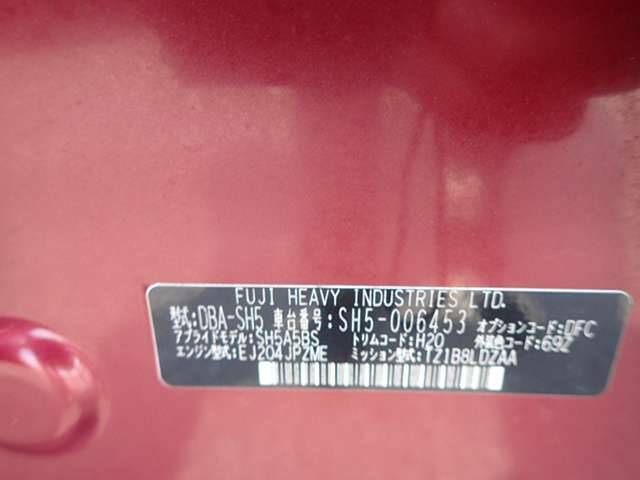 FUJI HEAVY INDUSTRIES LTD.
型式:DBA-SH5 車台番号:SH5-006453 オプションコード:DFC
アプライドモデル:SH5A5BS トリムコード:H20 外装色コード:69Z
エンジン型式:EJ204JPZME ミッション型式:TZ1B8LDZAA